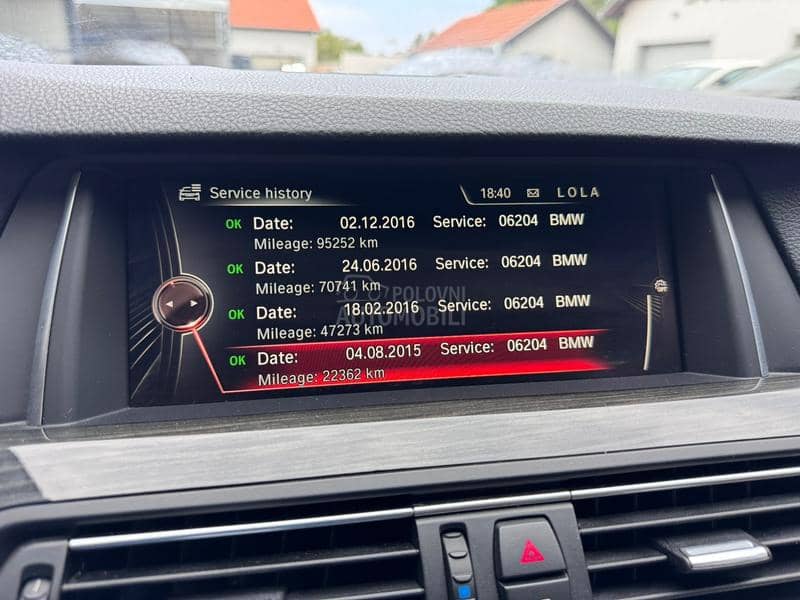 Service history 18:40 LOLA
OK Date: 02.12.2016 Service: 06204 BMW
Mileage: 95252 km
OK Date: 24.06.2016 Service: 06204 BMW
Mileage: 70741 km
OK Date: 18.02.2016 Service: 06204 BMW
Mileage: 47273 km
OK Date: 04.08.2015 Service: 06204 BMW
Mileage: 22362 km
POLOVNI
AUTOMOBILI